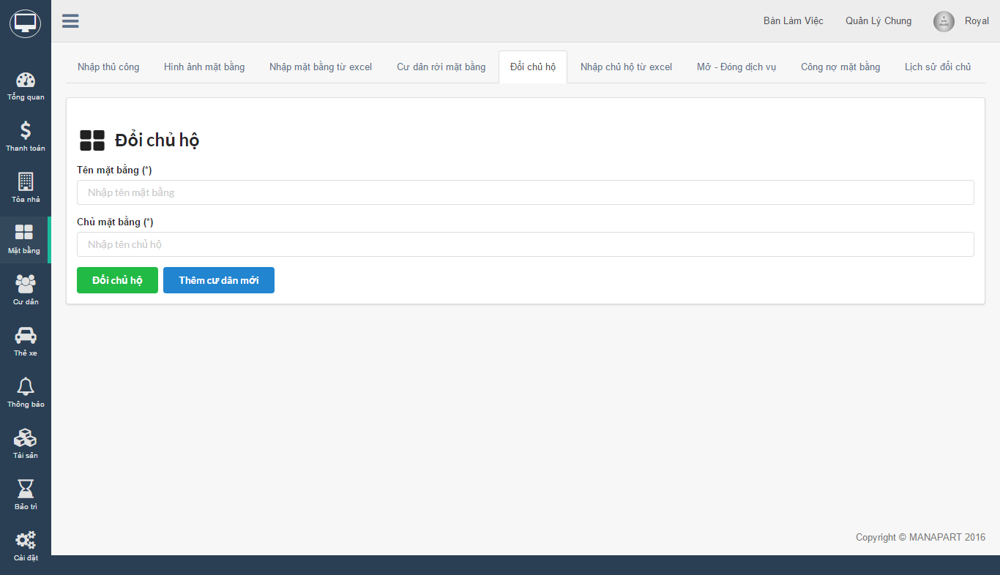 Bàn Làm Việc
Quản Lý Chung
Royal
Nhập thủ công
Hình ảnh mặt bằng
Nhập mặt bằng từ excel
Cư dân rời mặt bằng
Đổi chủ hộ
Nhập chủ hộ từ excel
Mở - Đóng dịch vụ
Công nợ mặt bằng
Lịch sử đổi chủ
Tổng quan
Thanh toán
Tòa nhà
Mặt bằng
Cư dân
Thẻ xe
Thông báo
Tài sản
Bảo trì
Cài đặt
Đổi chủ hộ
Tên mặt bằng (*)
Nhập tên mặt bằng
Chủ mặt bằng (*)
Nhập tên chủ hộ
Đổi chủ hộ
Thêm cư dân mới
Copyright © MANAPART 2016